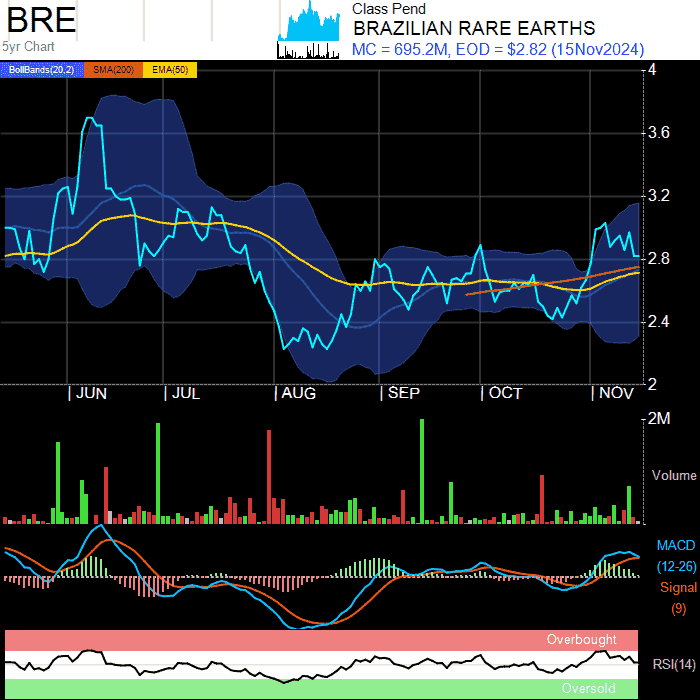 BRE
5yr Chart
Class Pend
BRAZILIAN RARE EARTHS
MC = 695.2M, EOD = $2.82 (15Nov2024)
BollBands(20,2) SMA(200) EMA(50)
4
3.6
3.2
2.8
2.4
2
JUN JUL AUG SEP OCT NOV
2M
Volume
MACD
(12-26)
Signal
(9)
Overbought
RSI(14)
Oversold